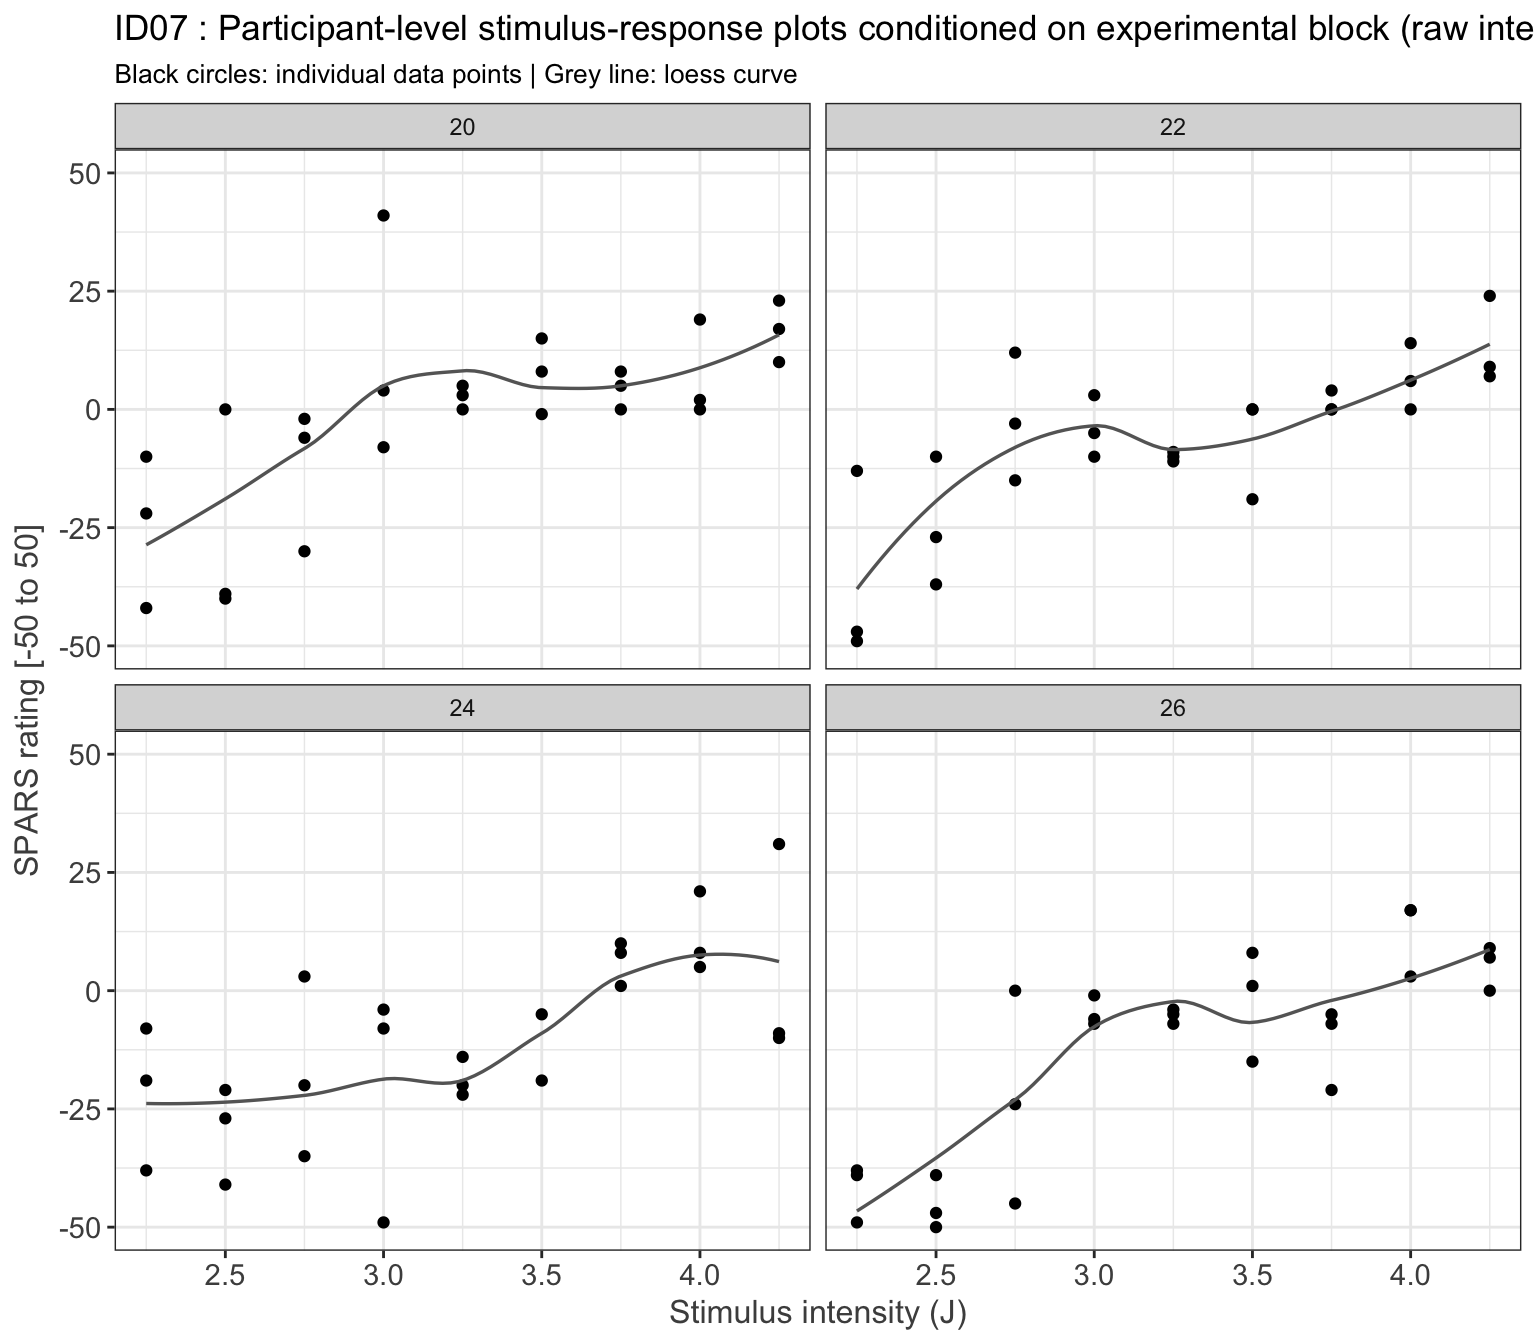 ID07 : Participant-level stimulus-response plots conditioned on experimental block (raw inte
Black circles: individual data points | Grey line: loess curve
20
22
50
25
0
-25
-50
24
26
50
25
0
-25
-50
SPARS rating [-50 to 50]
2.5 3.0 3.5 4.0
2.5 3.0 3.5 4.0
Stimulus intensity (J)